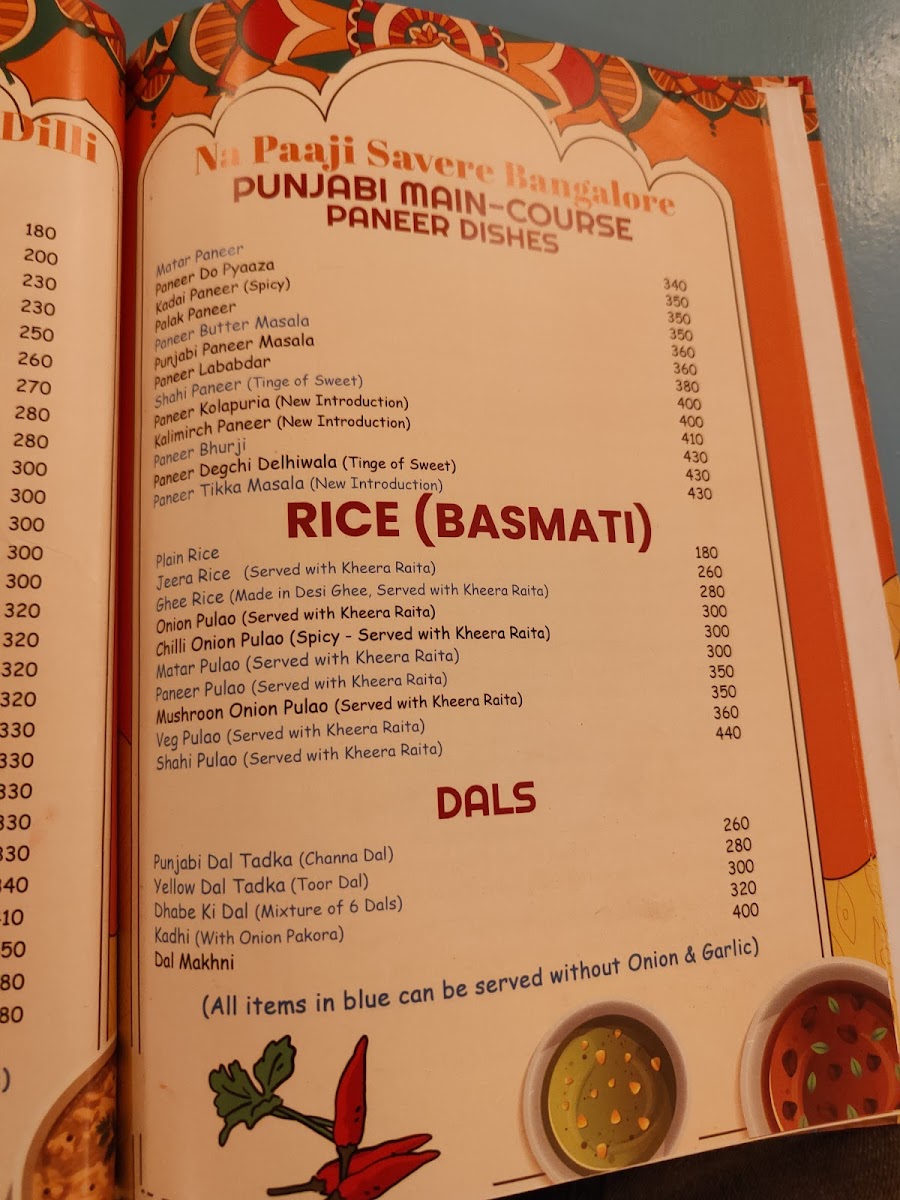 Dilli
180
200
230
230
250
260
270
280
280
300
300
300
300
300
320
320
320
320
330
330
330
330
330
340
410
50
80
80
)
Na Paaji Savere Bangalore
PUNJABI MAIN-COURSE
PANEER DISHES
Matar Paneer 340
Paneer Do Pyaaza 350
Kadai Paneer (Spicy) 350
Palak Paneer 350
Paneer Butter Masala 360
Punjabi Paneer Masala 360
Paneer Lababdar 380
Shahi Paneer (Tinge of Sweet) 400
Paneer Kolapuria (New Introduction) 400
Kalimirch Paneer (New Introduction) 410
Paneer Bhurji 430
Paneer Degchi Delhiwala (Tinge of Sweet) 430
Paneer Tikka Masala (New Introduction) 430
RICE (BASMATI)
Plain Rice 180
Jeera Rice (Served with Kheera Raita) 260
Ghee Rice (Made in Desi Ghee, Served with Kheera Raita) 280
Onion Pulao (Served with Kheera Raita) 300
Chilli Onion Pulao (Spicy - Served with Kheera Raita) 300
Matar Pulao (Served with Kheera Raita) 300
Paneer Pulao (Served with Kheera Raita) 350
Mushroon Onion Pulao (Served with Kheera Raita) 350
Veg Pulao (Served with Kheera Raita) 360
Shahi Pulao (Served with Kheera Raita) 440
DALS
Punjabi Dal Tadka (Channa Dal) 260
Yellow Dal Tadka (Toor Dal) 280
Dhabe Ki Dal (Mixture of 6 Dals) 300
Kadhi (With Onion Pakora) 320
Dal Makhni 400
(All items in blue can be served without Onion & Garlic)